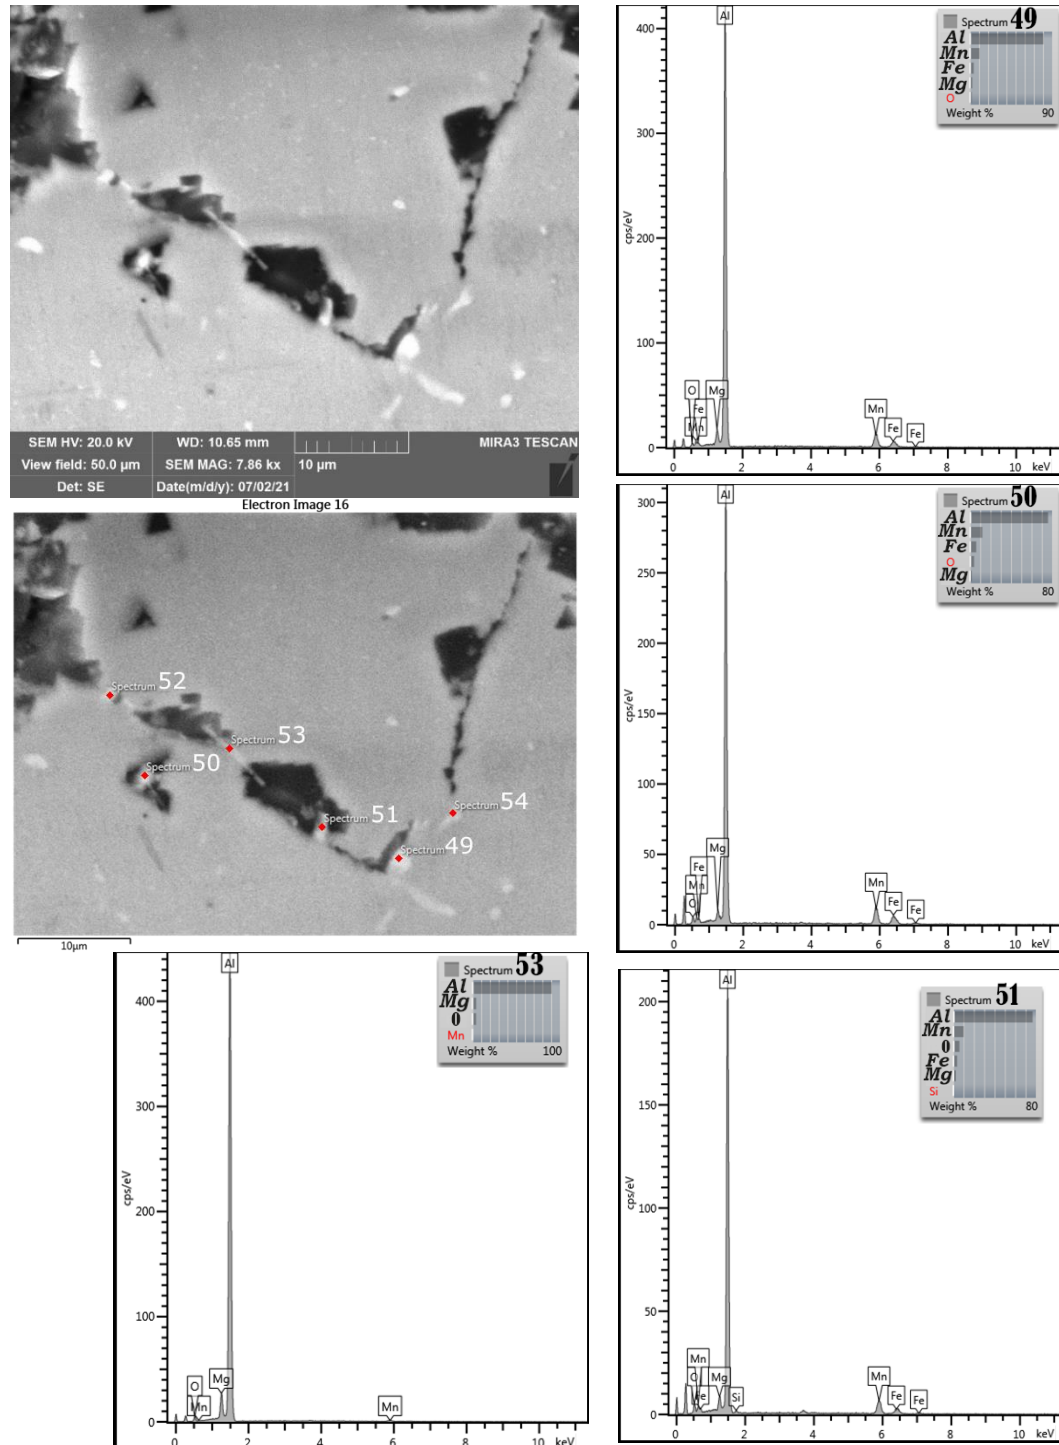 SEM HV: 20.0 kV
WD: 10.65 mm
MIRA3 TESCAN
View field: 50.0 µm
SEM MAG: 7.86 kx
10 µm
Det: SE
Date(m/d/y): 07/02/21
Electron Image 16
Spectrum 52
Spectrum 53
Spectrum 50
Spectrum 54
Spectrum 51
Spectrum 49
10µm
Spectrum 49
Al
Mn
Fe
Mg
O
Weight %
90
Al
400
300
200
100
0
cps/eV
O
Fe
Mn
Mg
Mn
Fe
Fe
0
2
4
6
8
10
keV
Spectrum 50
Al
Mn
Fe
O
Mg
Weight %
80
Al
300
250
200
150
100
50
0
cps/eV
Fe
Mn
Mg
Mn
Fe
Fe
0
2
4
6
8
10
keV
Spectrum 53
Al
Mg
0
Mn
Weight %
100
Al
400
300
200
100
0
cps/eV
O
Mn
Mg
Mn
0
2
4
6
8
10
keV
Spectrum 51
Al
Mn
0
Fe
Mg
Si
Weight %
80
Al
200
150
100
50
0
cps/eV
Mn
Fe
Mg
Si
Mn
Fe
Fe
0
2
4
6
8
10
keV